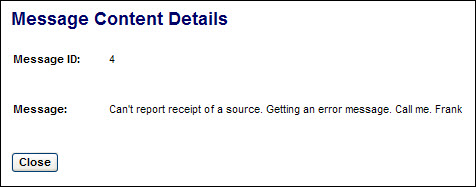 Message Content Details
Message ID: 4
Message: Can't report receipt of a source. Getting an error message. Call me. Frank
Close